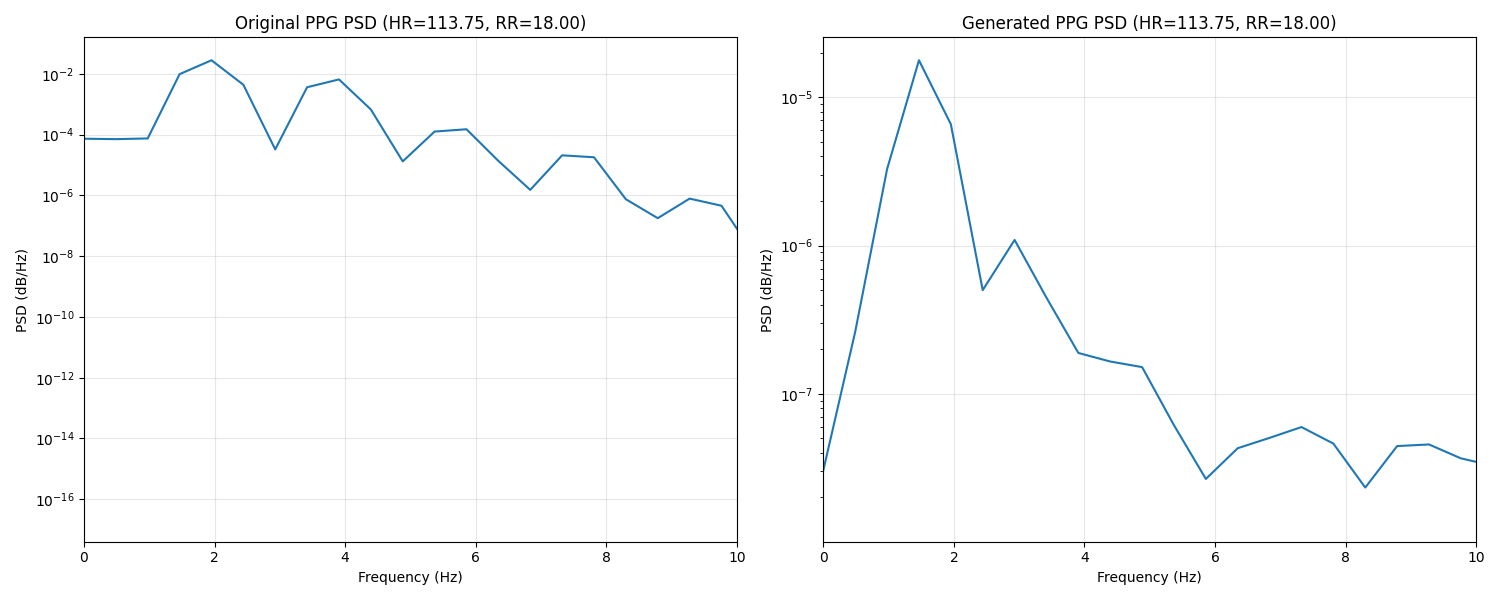 Original PPG PSD (HR=113.75, RR=18.00)
PSD (dB/Hz)
10⁻²
10⁻⁴
10⁻⁶
10⁻⁸
10⁻¹⁰
10⁻¹²
10⁻¹⁴
10⁻¹⁶
0 2 4 6 8 10
Frequency (Hz)
Generated PPG PSD (HR=113.75, RR=18.00)
PSD (dB/Hz)
10⁻⁵
10⁻⁶
10⁻⁷
0 2 4 6 8 10
Frequency (Hz)